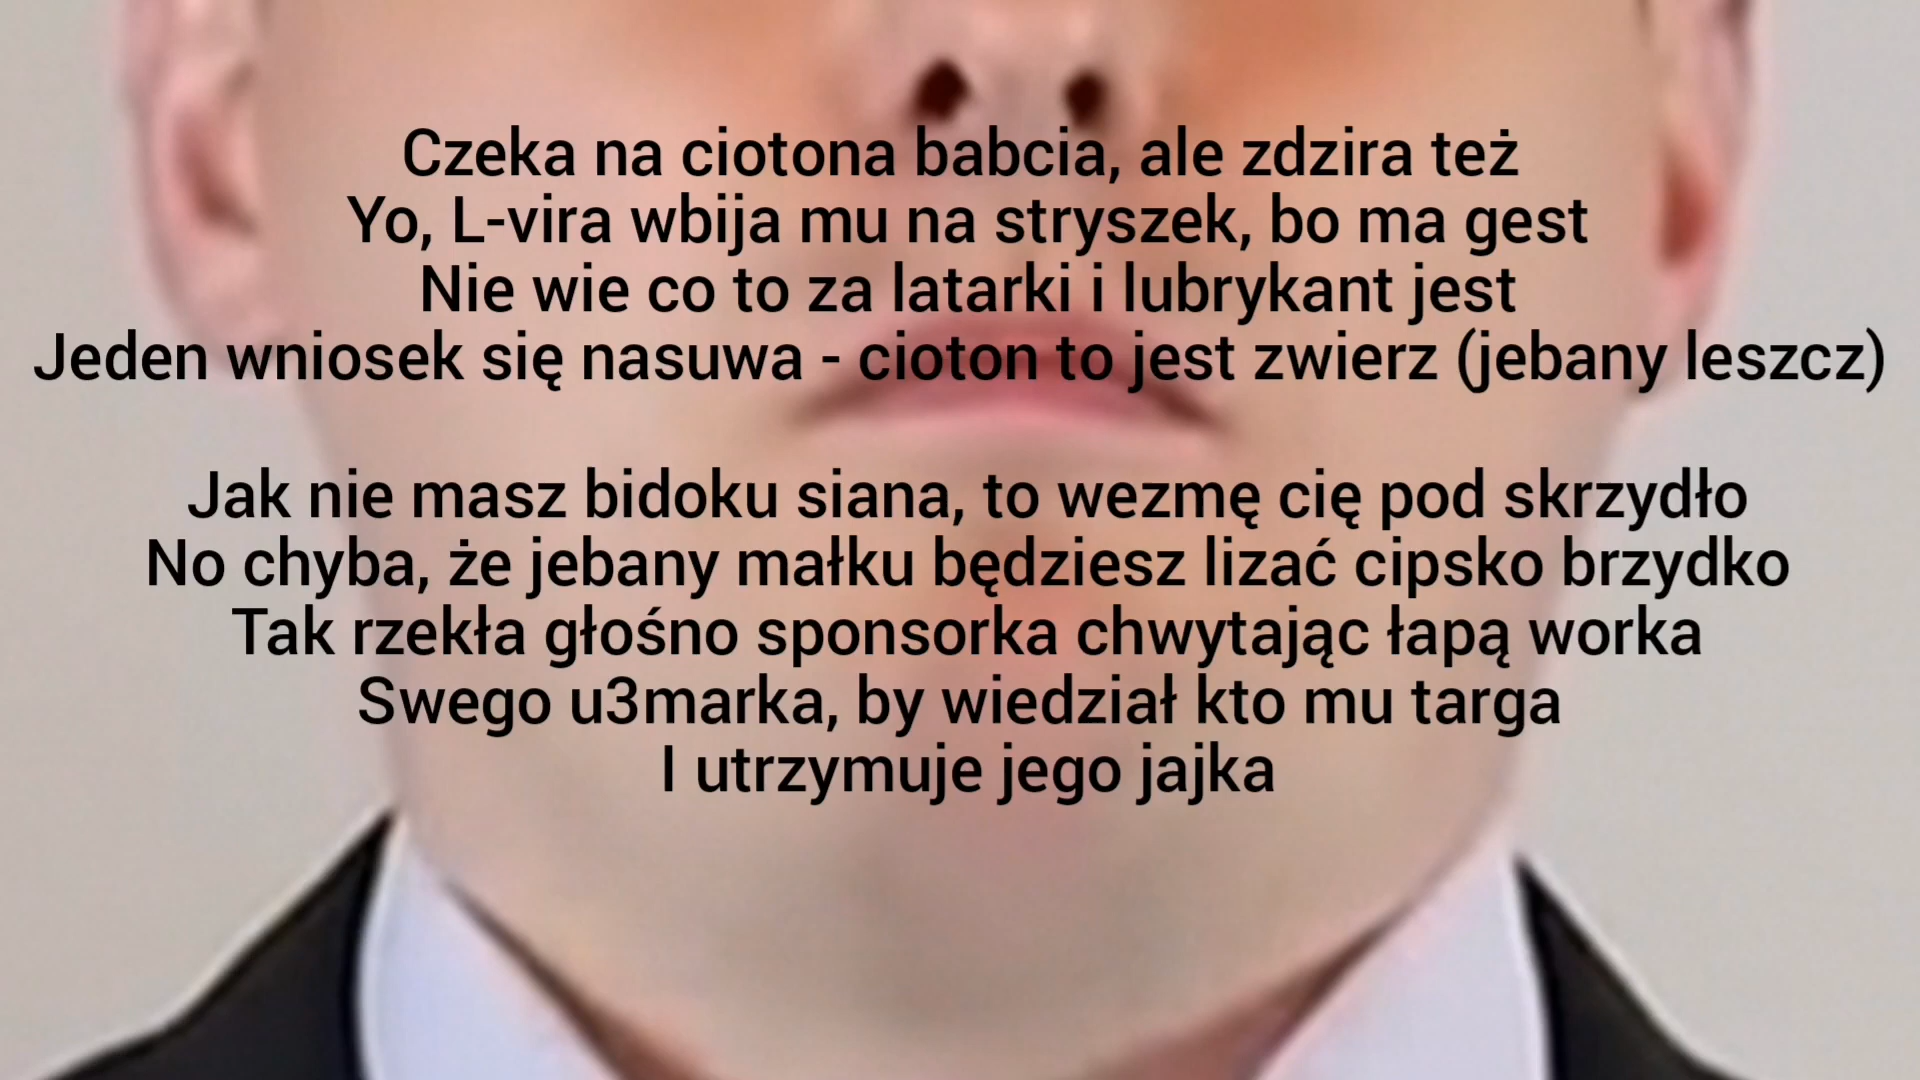 Czeka na ciotona babcia, ale zdzira też
Yo, L-vira wbija mu na stryszek, bo ma gest
Nie wie co to za latarki i lubrykant jest
Jeden wniosek się nasuwa - cioton to jest zwierz (jebany leszcz)
Jak nie masz bidoku siana, to wezmę cię pod skrzydło
No chyba, że jebany małku będziesz lizać cipsko brzydko
Tak rzekła głośno sponsorka chwytając łapą worka
Swego u3marka, by wiedział kto mu targa
I utrzymuje jego jajka